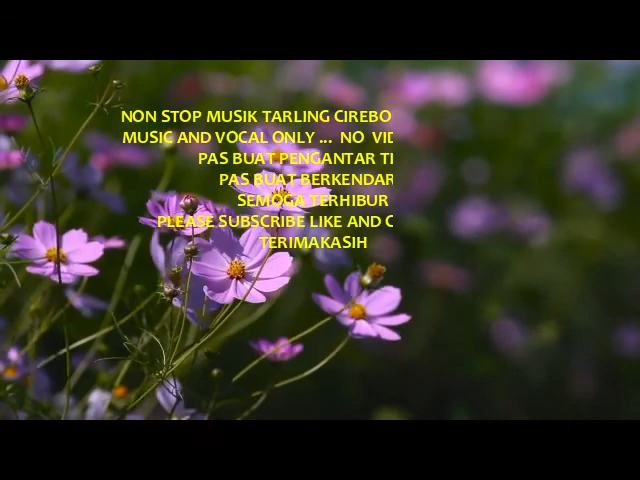 NON STOP MUSIK TARLING CIREBO
MUSIC AND VOCAL ONLY ... NO VID
PAS BUAT PENGANTAR TI
PAS BUAT BERKENDAR
SEMOGA TERHIBUR
PLEASE SUBSCRIBE LIKE AND C
TERIMAKASIH